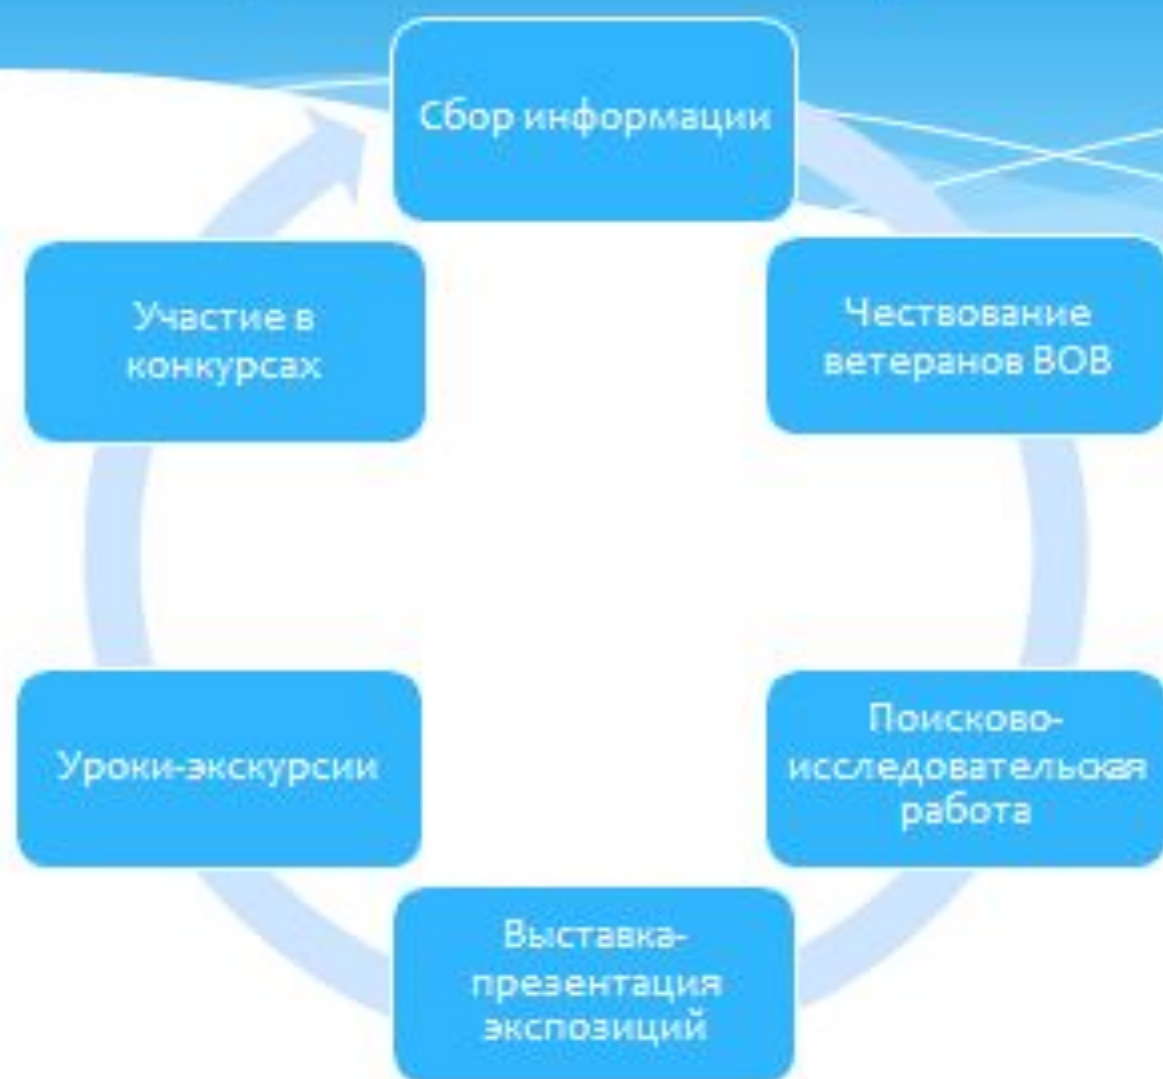 Сбор информации
Чествование
ветеранов ВОВ
Поисково-
исследовательская
работа
Выставка-
презентация
экспозиций
Уроки-экскурсии
Участие в
конкурсах